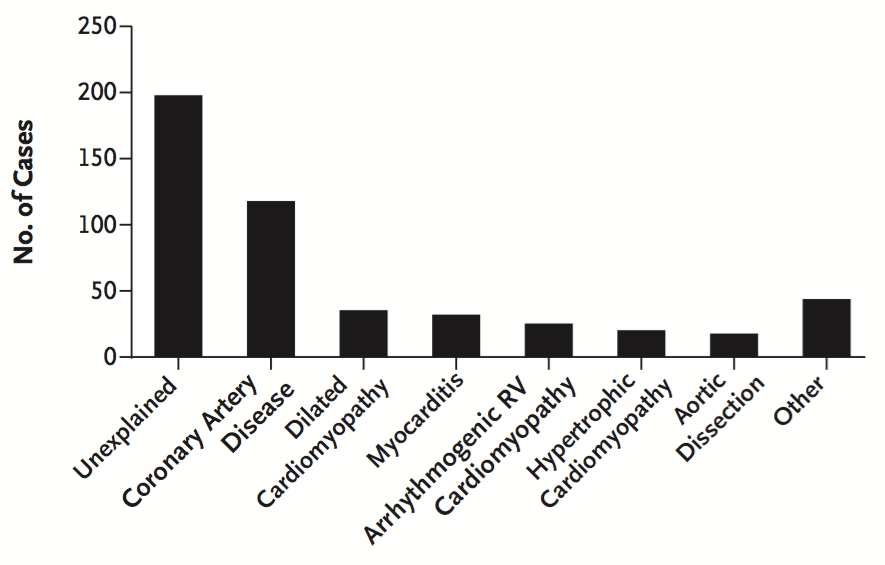 No. of Cases
250
200
150
100
50
0
Unexplained
Coronary Artery
Disease
Dilated
Cardiomyopathy
Myocarditis
Arrhythmogenic RV
Cardiomyopathy
Hypertrophic
Cardiomyopathy
Aortic
Dissection
Other